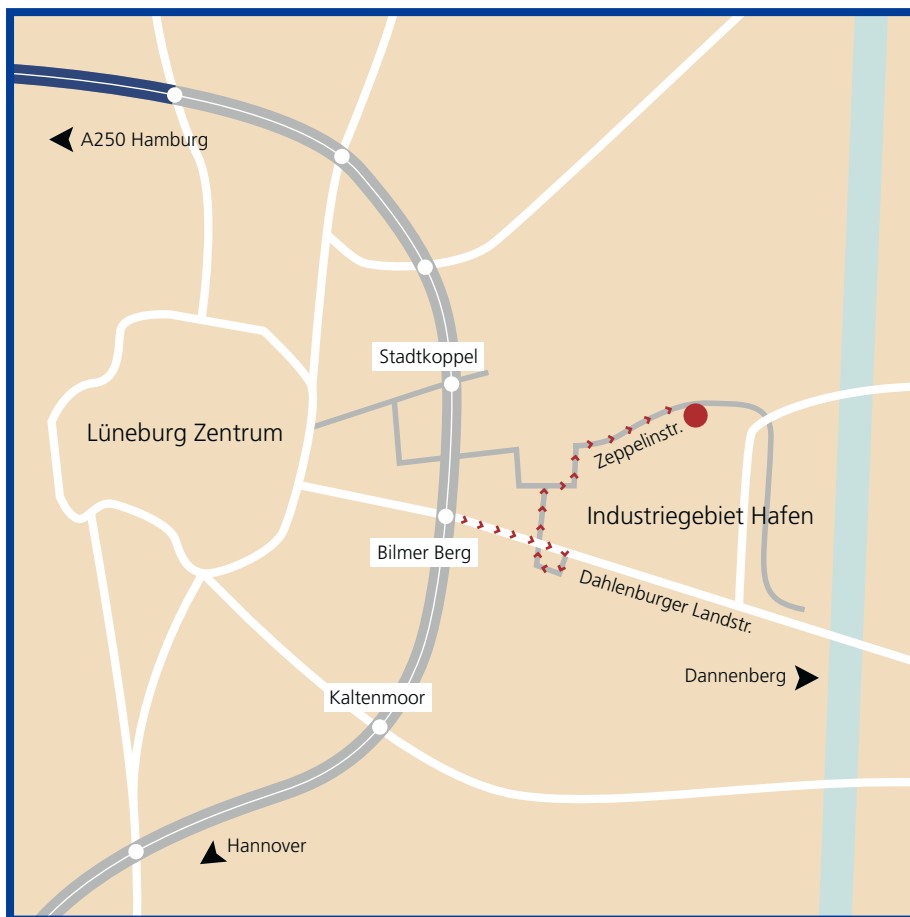 A250 Hamburg
Stadtkoppel
Lüneburg Zentrum
Zeppelinstr.
Industriegebiet Hafen
Bilmer Berg
Dahlenburger Landstr.
Dannenberg
Kaltenmoor
Hannover